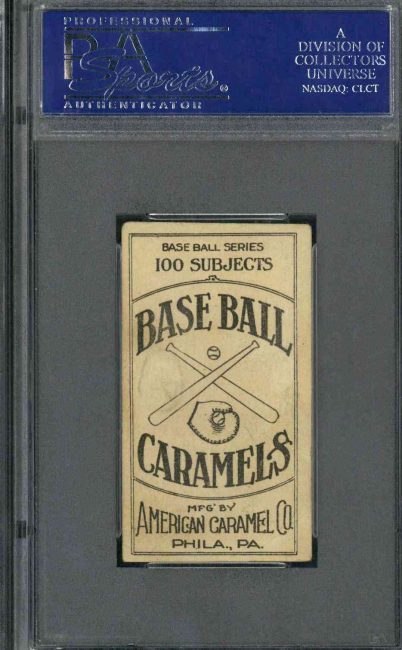 PROFESSIONAL
PSA
Sports
AUTHENTICATOR
A
DIVISION OF
COLLECTORS
UNIVERSE
NASDAQ: CLCT
BASE BALL SERIES
100 SUBJECTS
BASE BALL
CARAMELS
MFG' BY
AMERICAN CARAMEL CO.
PHILA., PA.